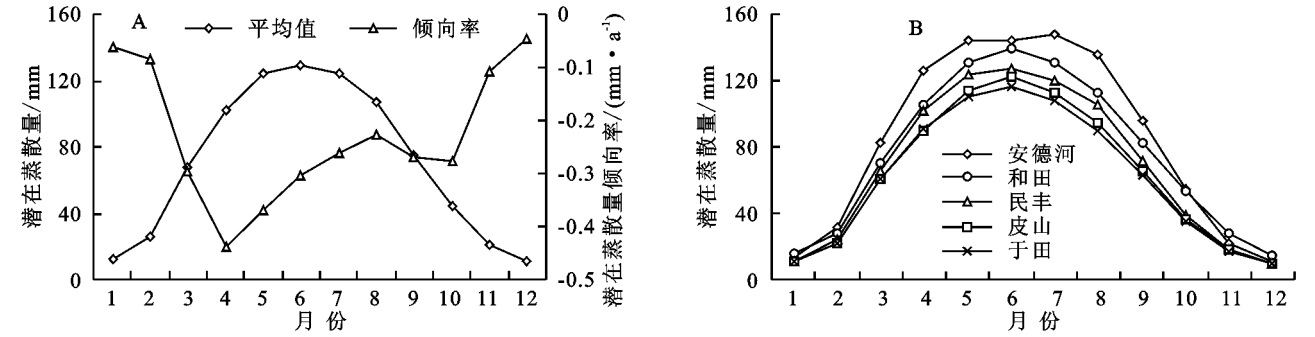 A
平均值
倾向率
160
120
80
40
0
潜在蒸散量/mm
0
-0.1
-0.2
-0.3
-0.4
-0.5
潜在蒸散量倾向率/(mm·a⁻¹)
1 2 3 4 5 6 7 8 9 10 11 12
月份
B
160
120
80
40
0
潜在蒸散量/mm
安德河
和田
民丰
皮山
于田
1 2 3 4 5 6 7 8 9 10 11 12
月份